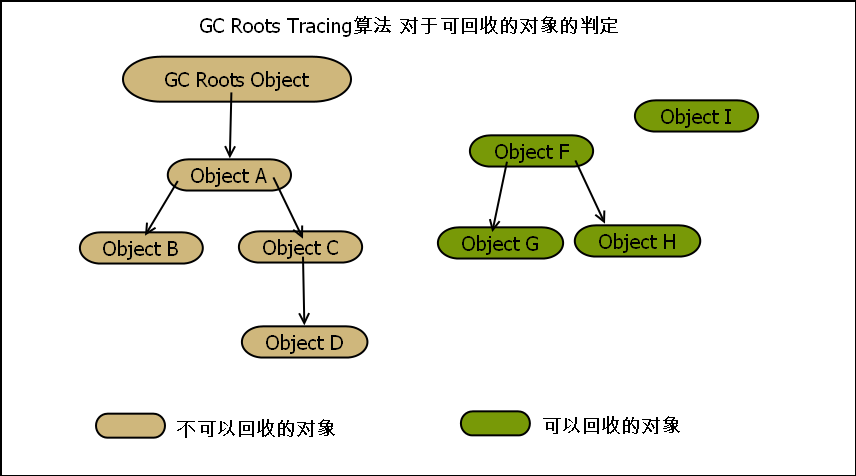 GC Roots Tracing算法 对于可回收的对象的判定
GC Roots Object
Object I
Object F
Object A
Object B
Object C
Object G
Object H
Object D
不可以回收的对象
可以回收的对象